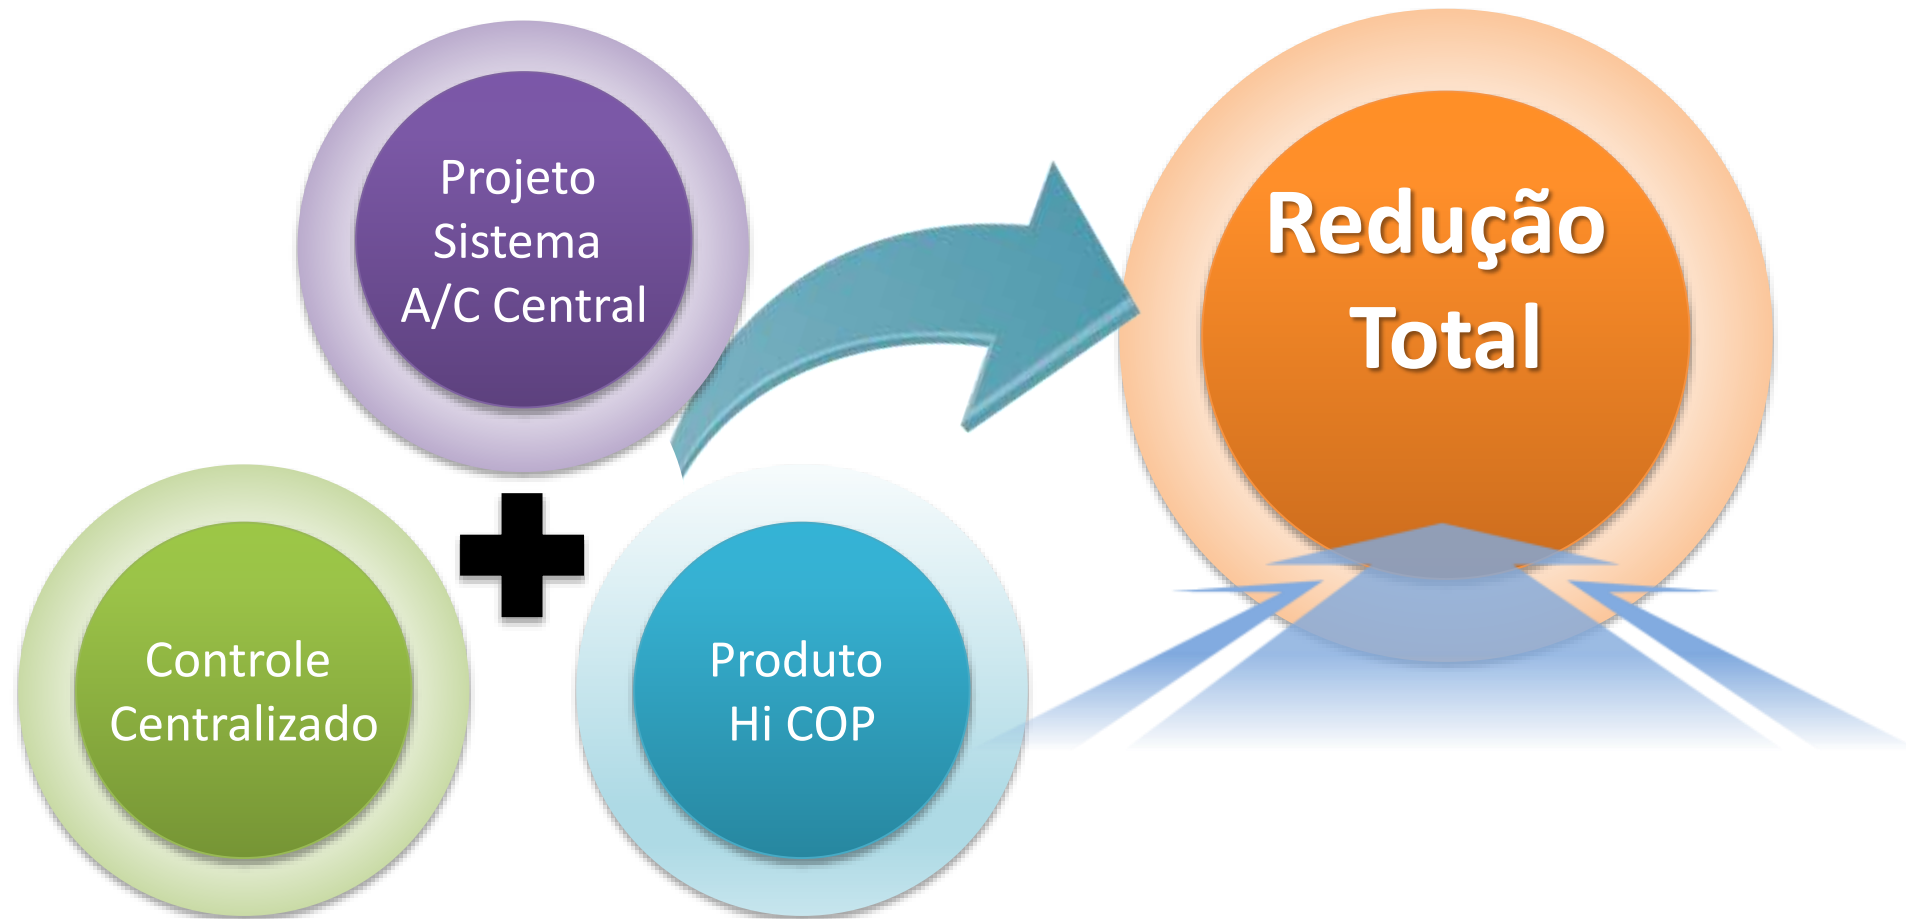 Projeto
Sistema
A/C Central
Redução
Total
Controle
Centralizado
Produto
Hi COP